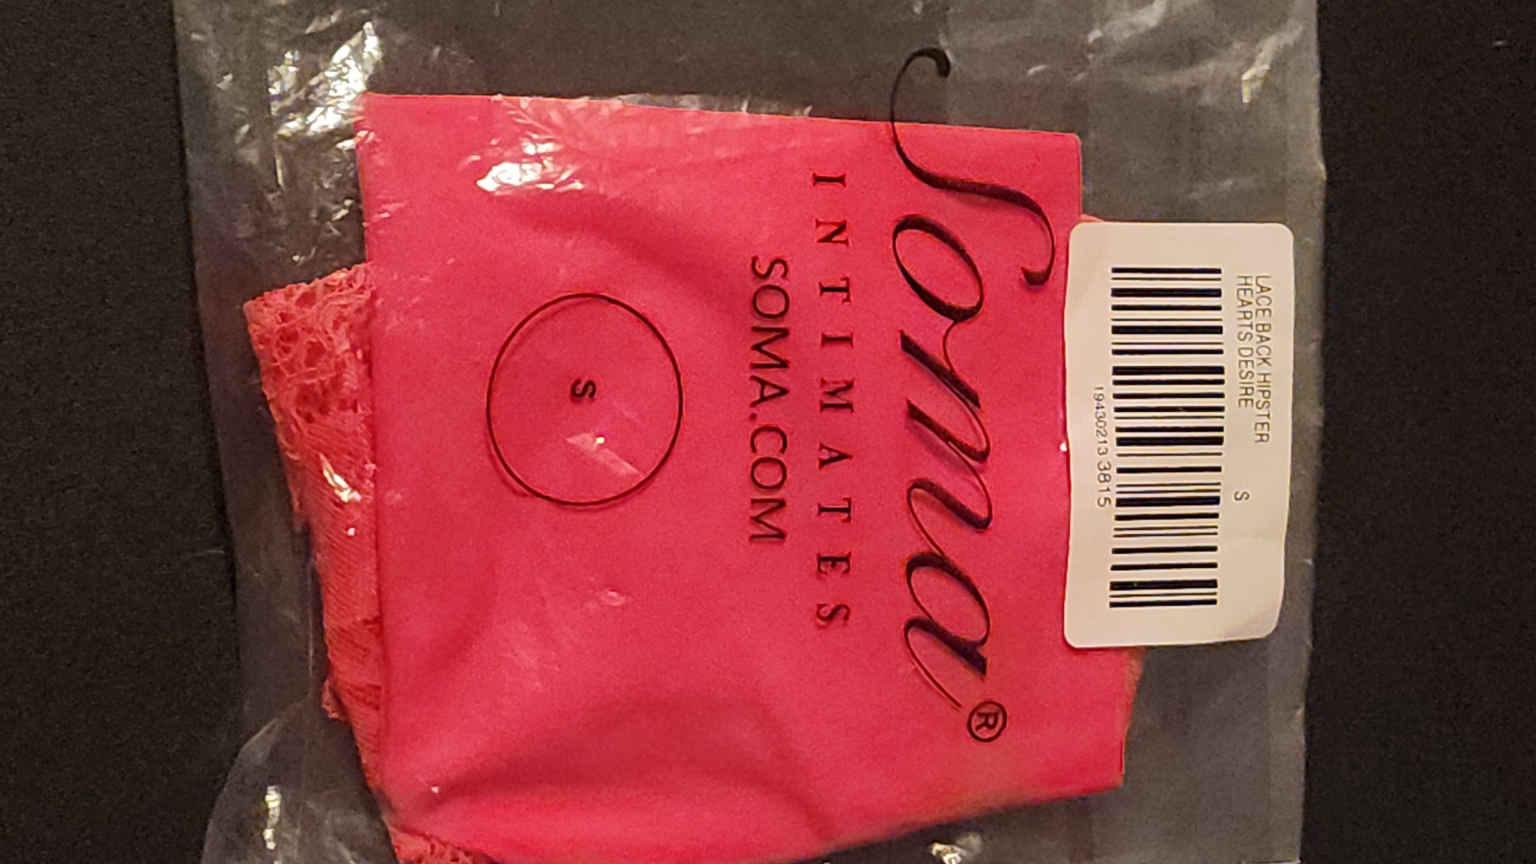 Soma®
INTIMATES
SOMA.COM
S
LACE BACK HIPSTER
HEARTS DESIRE S
19430213 3815